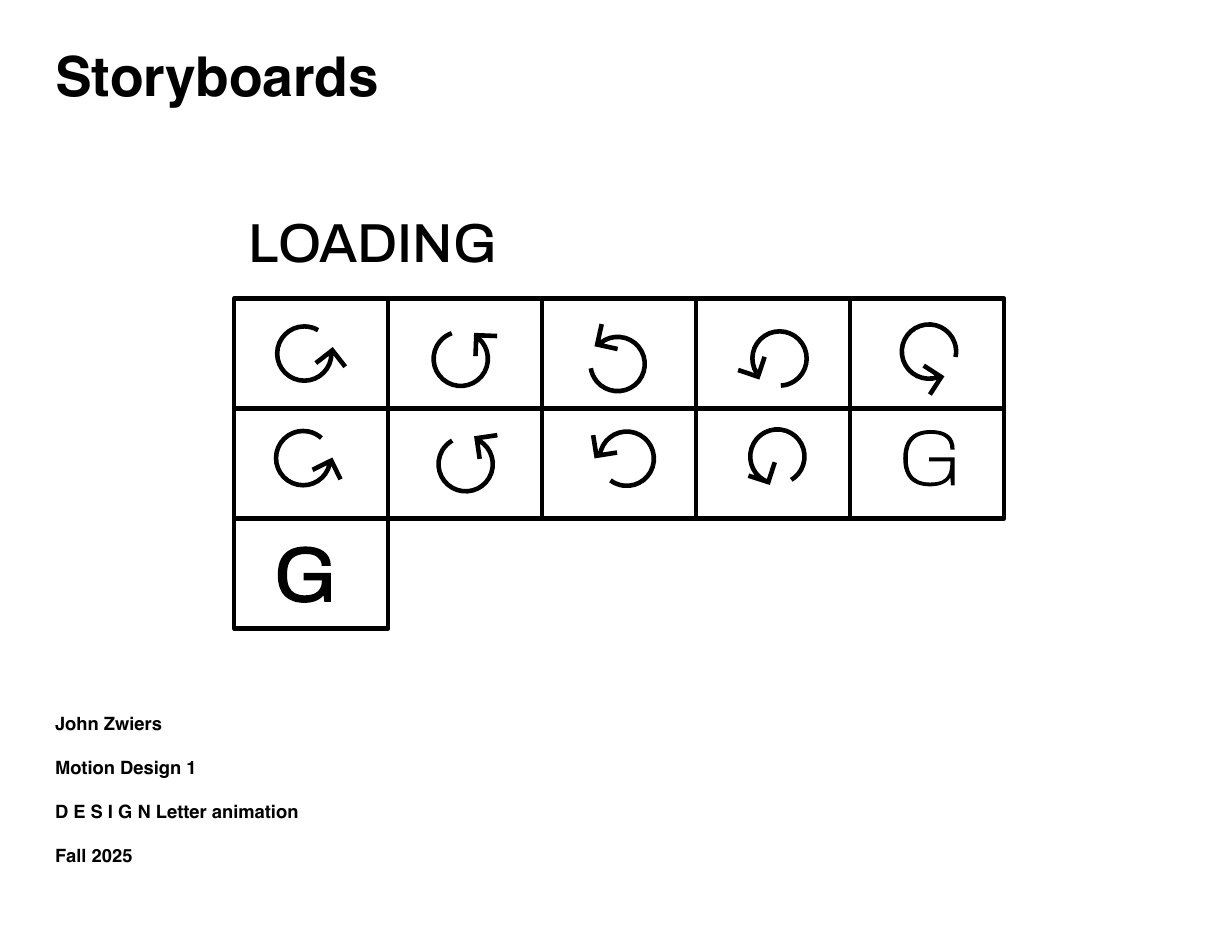 Storyboards
LOADING
G
G
John Zwiers
Motion Design 1
D E S I G N Letter animation
Fall 2025